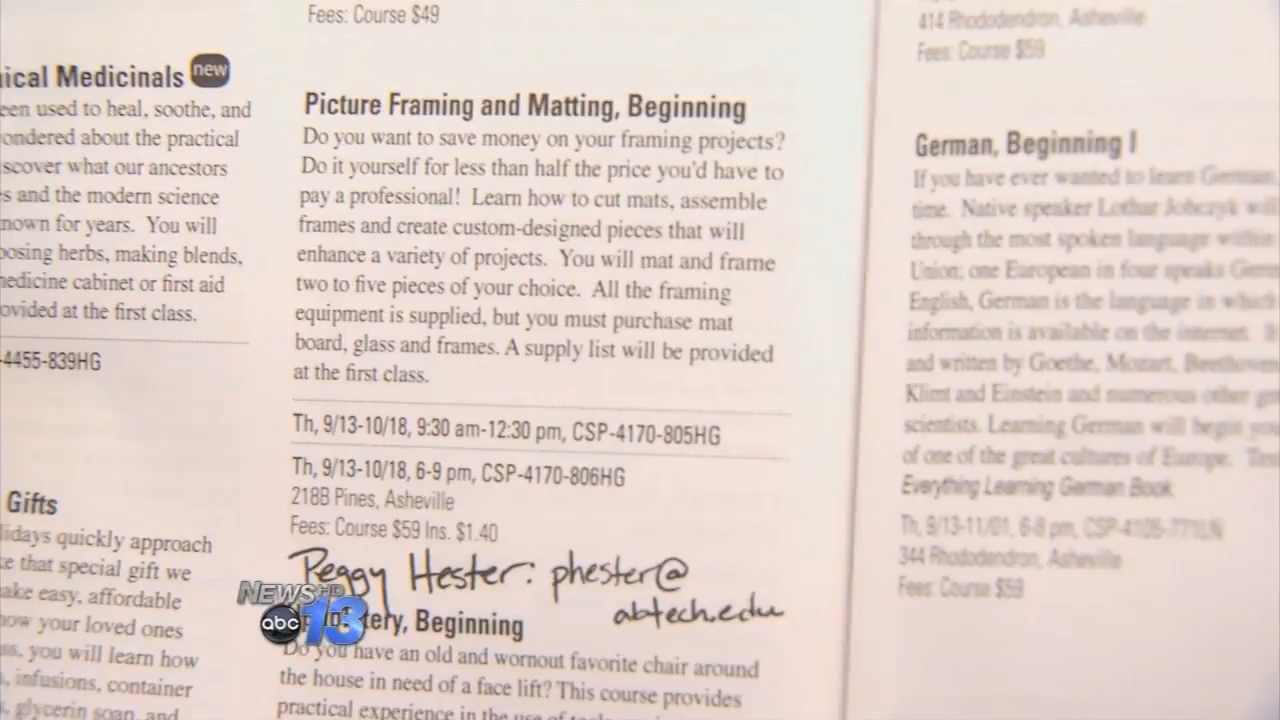 ical Medicinals new
een used to heal, soothe, and
ondered about the practical
scover what our ancestors
s and the modern science
nown for years. You will
osing herbs, making blends,
nedicine cabinet or first aid
ovided at the first class.
-4455-839HG
Gifts
lidays quickly approach
e that special gift we
ake easy, affordable
ow your loved ones
ss, you will learn how
, infusions, container
, glycerin soap, and
Fees: Course $49
Picture Framing and Matting, Beginning
Do you want to save money on your framing projects?
Do it yourself for less than half the price you'd have to
pay a professional! Learn how to cut mats, assemble
frames and create custom-designed pieces that will
enhance a variety of projects. You will mat and frame
two to five pieces of your choice. All the framing
equipment is supplied, but you must purchase mat
board, glass and frames. A supply list will be provided
at the first class.
Th, 9/13-10/18, 9:30 am-12:30 pm, CSP-4170-805HG
Th, 9/13-10/18, 6-9 pm, CSP-4170-806HG
218B Pines, Asheville
Fees: Course $59 Ins. $1.40
Peggy Hester: phester@
abtech.edu
tery, Beginning
Do you have an old and wornout favorite chair around
the house in need of a face lift? This course provides
practical experience in the use of
NEWS HD
abc 13
414 Rhododendron, Asheville
Fees: Course $59
German, Beginning I
If you have ever wanted to learn German,
time. Native speaker Lothar will
through the most spoken language within
Union; one European in four speaks Germ
English, German is the language in which
information is available on the internet. It
and written by Goethe, Mozart, Beethoven
Klimt and Einstein and numerous other gr
scientists. Learning German will begin you
of one of the great cultures of Europe.
Everything Learning German Book
Th, 9/13-11/01, 6-8 pm,
344 Rhododendron, Asheville
Fees: Course $59